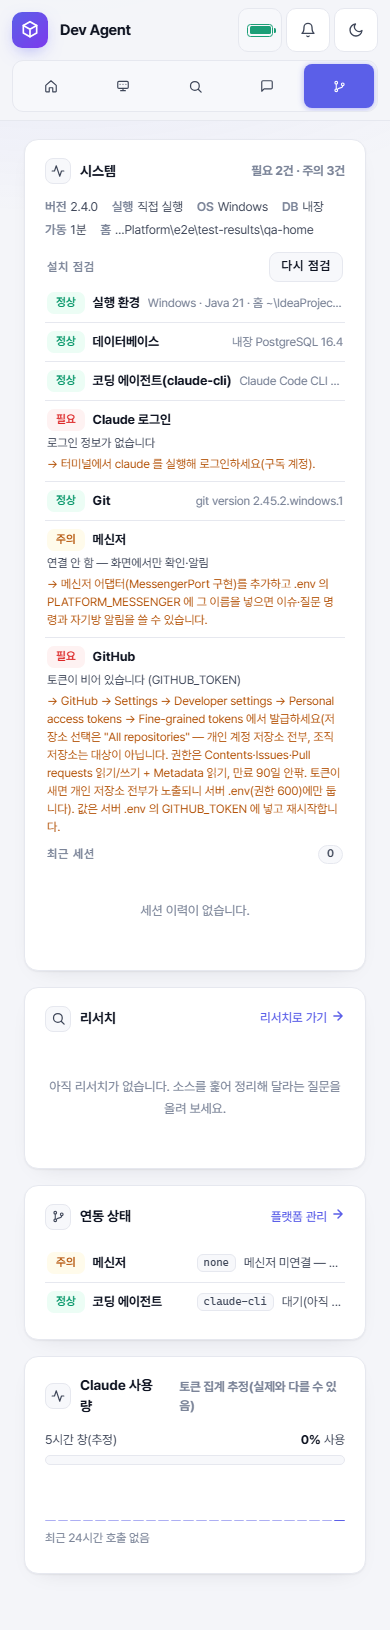 Dev Agent
시스템
필요 2건 · 주의 3건
버전 2.4.0 실행 직접 실행 OS Windows DB 내장
가동 1분 홈 ...Platform\e2e\test-results\qa-home
설치 점검
다시 점검
정상 실행 환경 Windows · Java 21 · 홈 ~\IdeaProjec...
정상 데이터베이스 내장 PostgreSQL 16.4
정상 코딩 에이전트(claude-cli) Claude Code CLI ...
필요 Claude 로그인
로그인 정보가 없습니다
→ 터미널에서 claude 를 실행해 로그인하세요(구독 계정).
정상 Git git version 2.45.2.windows.1
주의 메신저
연결 안 함 — 화면에서만 확인·알림
→ 메신저 어댑터(MessengerPort 구현)를 추가하고 .env 의
PLATFORM_MESSENGER 에 그 이름을 넣으면 이슈·질문 명
령과 자기방 알림을 쓸 수 있습니다.
필요 GitHub
토큰이 비어 있습니다 (GITHUB_TOKEN)
→ GitHub → Settings → Developer settings → Personal
access tokens → Fine-grained tokens 에서 발급하세요(저
장소 선택은 "All repositories" — 개인 계정 저장소 전부, 조직
저장소는 대상이 아닙니다. 권한은 Contents·Issues·Pull
requests 읽기/쓰기 + Metadata 읽기, 만료 90일 안팎. 토큰이
새면 개인 저장소 전부가 노출되니 서버 .env(권한 600)에만 둡
니다). 값은 서버 .env 의 GITHUB_TOKEN 에 넣고 재시작합니
다.
최근 세션 0
세션 이력이 없습니다.
리서치
리서치로 가기 →
아직 리서치가 없습니다. 소스를 훑어 정리해 달라는 질문을
올려 보세요.
연동 상태
플랫폼 관리 →
주의 메신저 none 메신저 미연결 — ...
정상 코딩 에이전트 claude-cli 대기(아직 ...
Claude 사용
량
토큰 집계 추정(실제와 다를 수 있
음)
5시간 창(추정) 0% 사용
최근 24시간 호출 없음